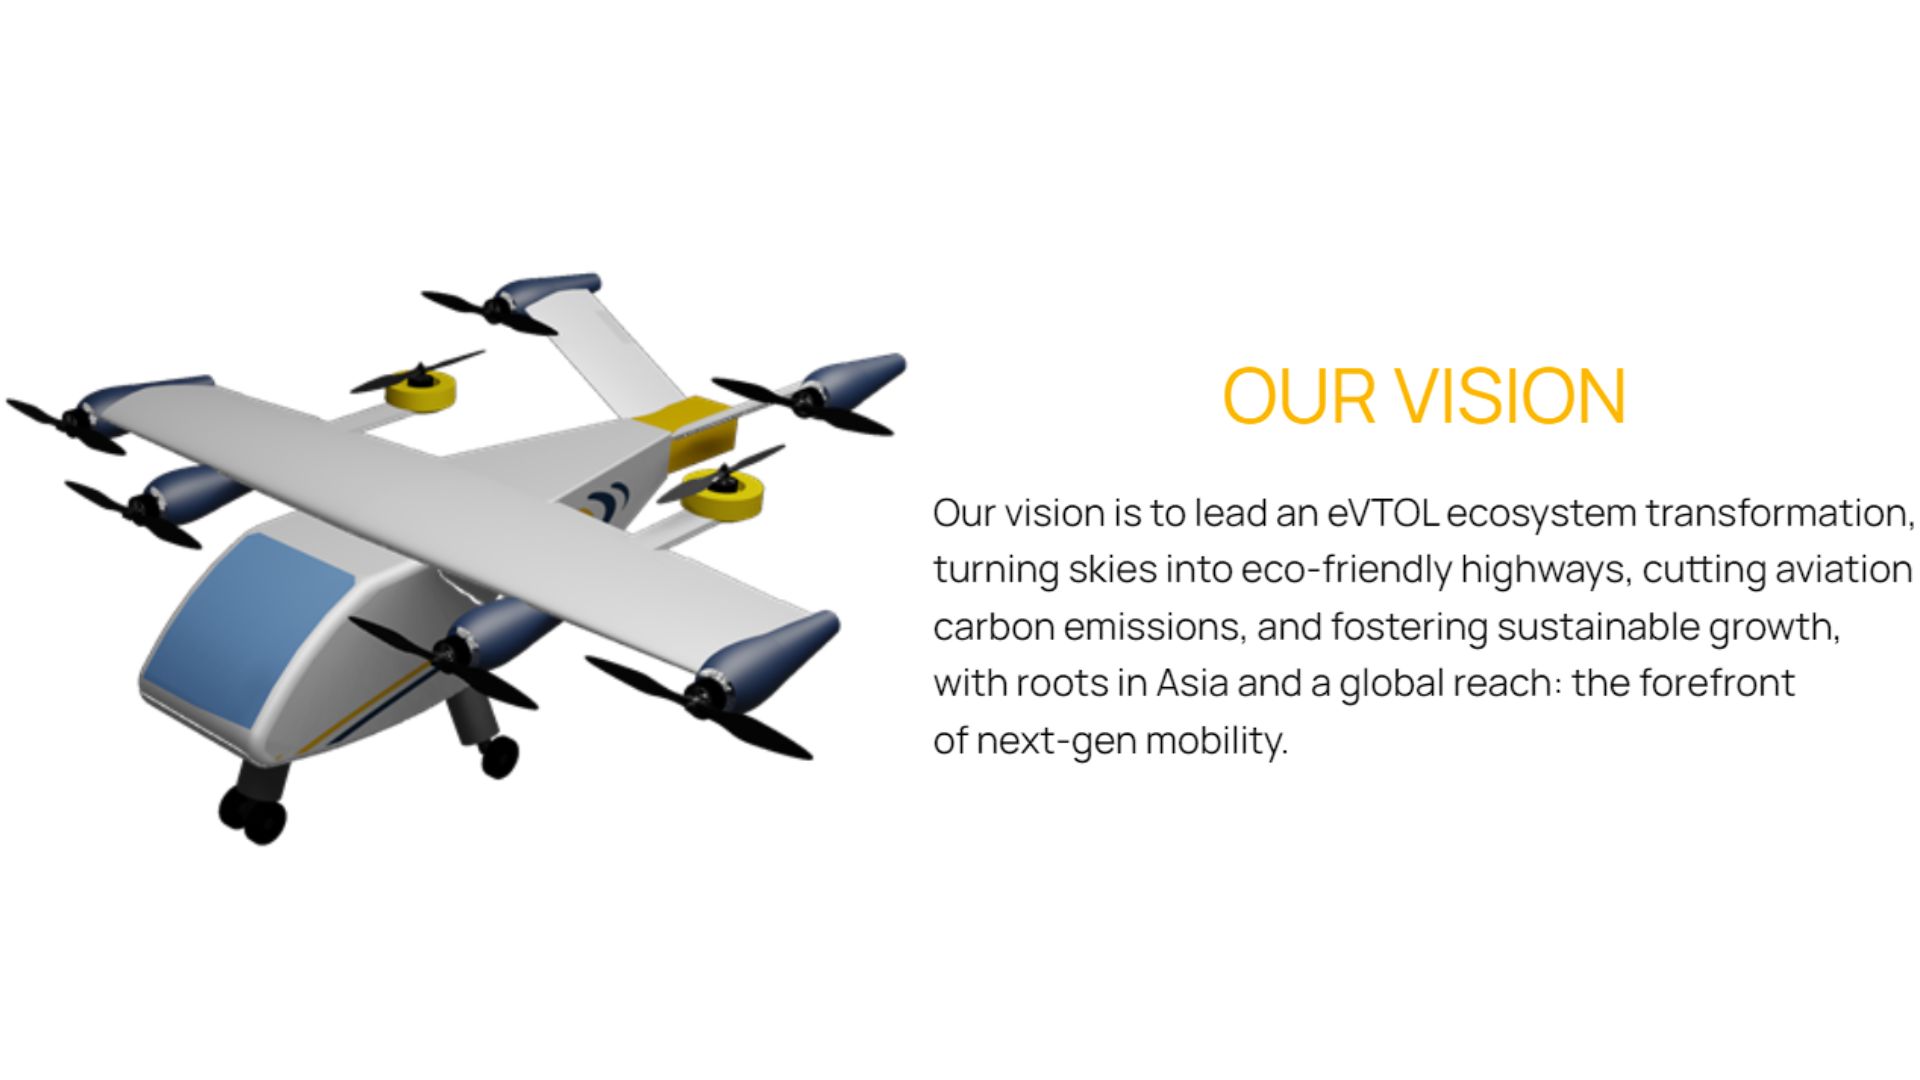 OUR VISION
Our vision is to lead an eVTOL ecosystem transformation,
turning skies into eco-friendly highways, cutting aviation
carbon emissions, and fostering sustainable growth,
with roots in Asia and a global reach: the forefront
of next-gen mobility.